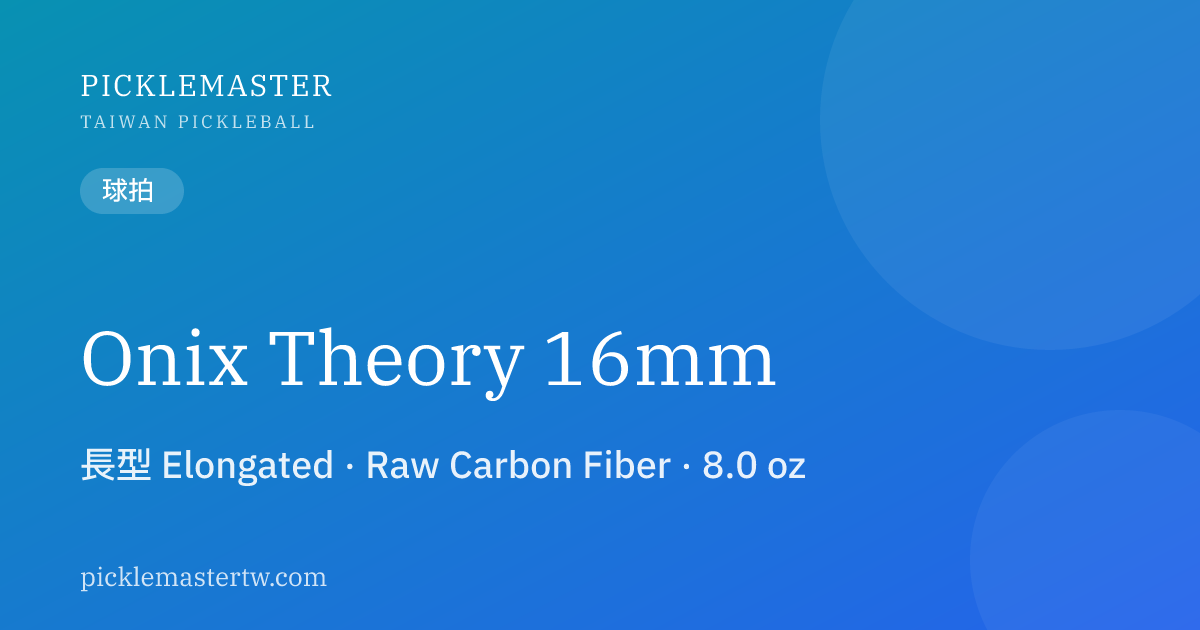 PICKLEMASTER
TAIWAN PICKLEBALL
球拍
Onix Theory 16mm
長型 Elongated · Raw Carbon Fiber · 8.0 oz
picklemastertw.com